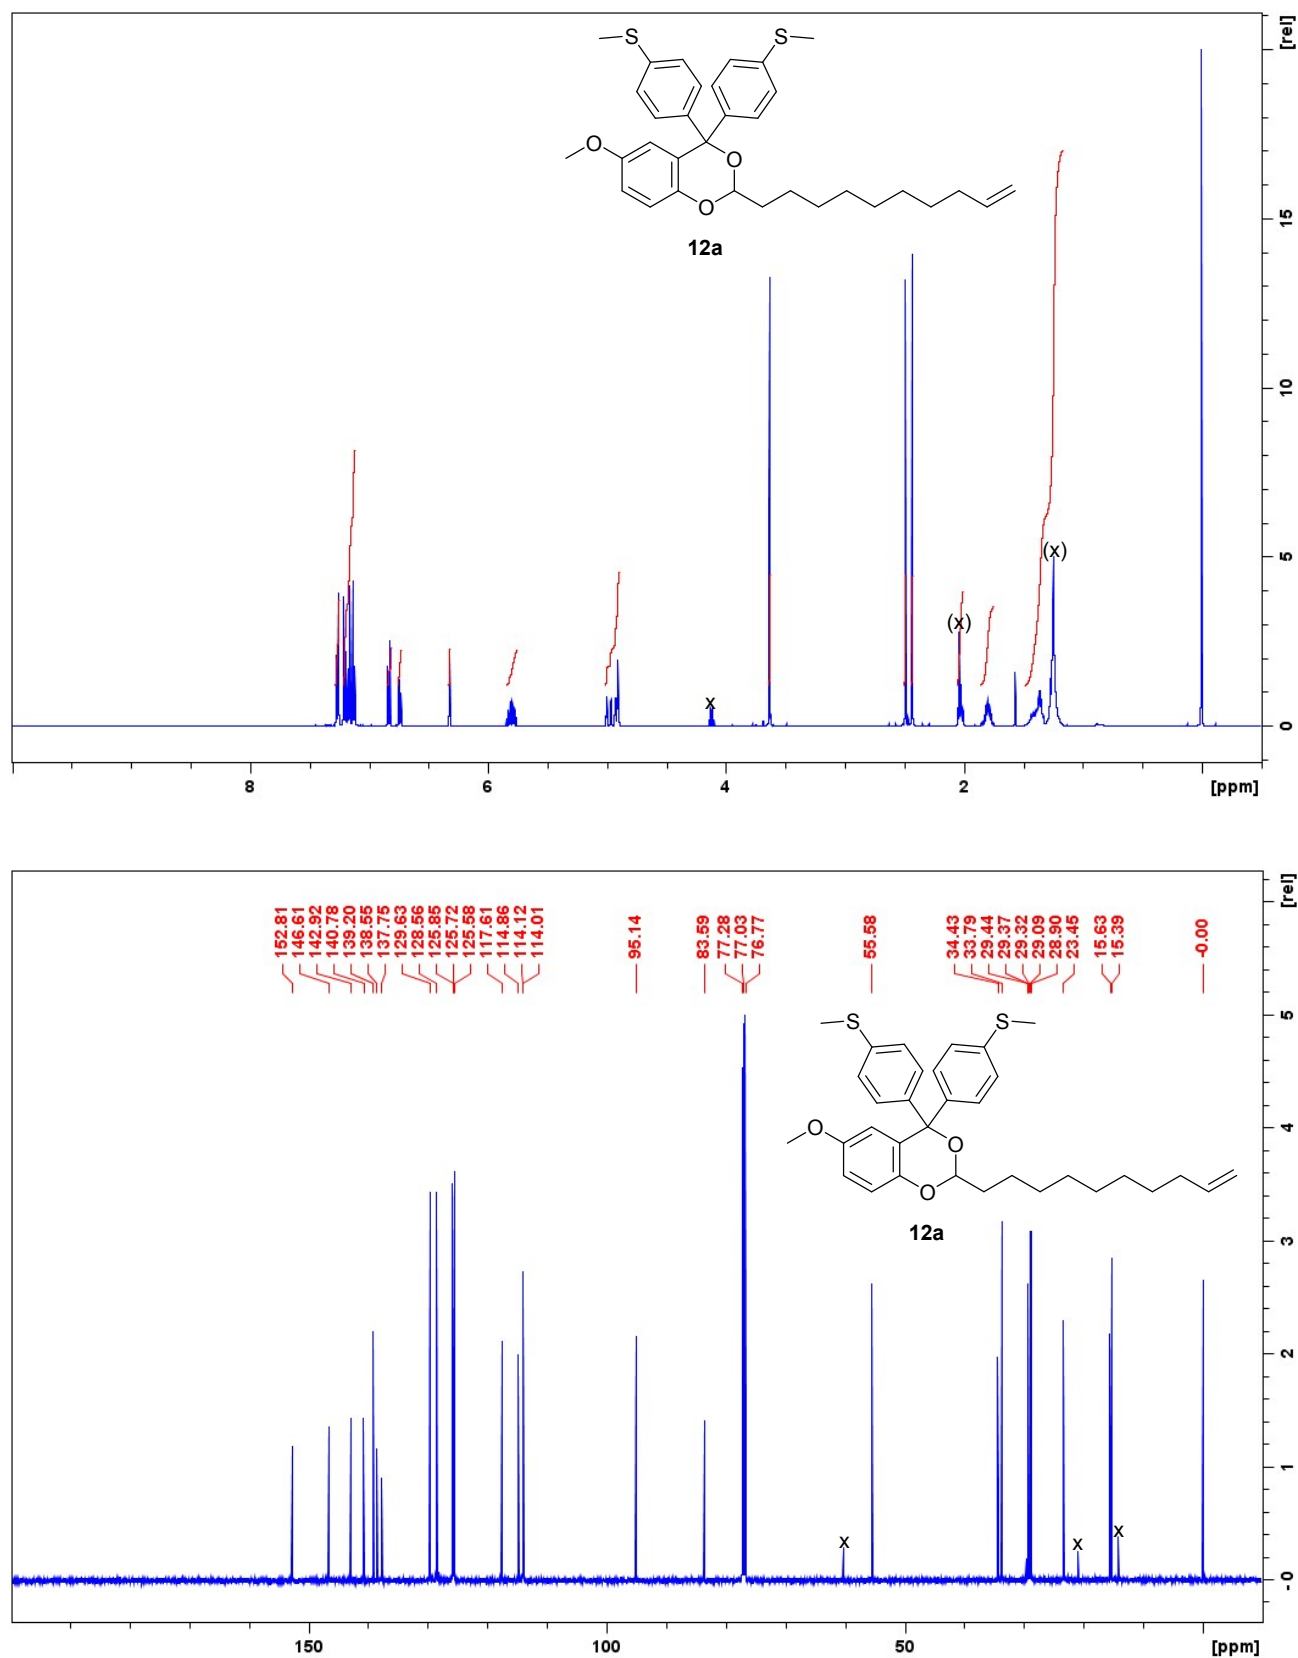 [rel]
S
S
O
O
O
12a
15
10
5
0
(x)
(x)
x
8
6
4
2
[ppm]
[rel]
152.81
146.61
142.92
140.78
139.20
138.55
137.75
129.63
128.56
125.85
125.72
125.58
117.61
114.86
114.12
114.01
95.14
83.59
77.28
77.03
76.77
55.58
34.43
33.79
29.44
29.37
29.32
29.09
28.90
23.45
15.63
15.39
-0.00
S
S
O
O
O
12a
5
4
3
2
1
-0
x
x
x
150
100
50
[ppm]